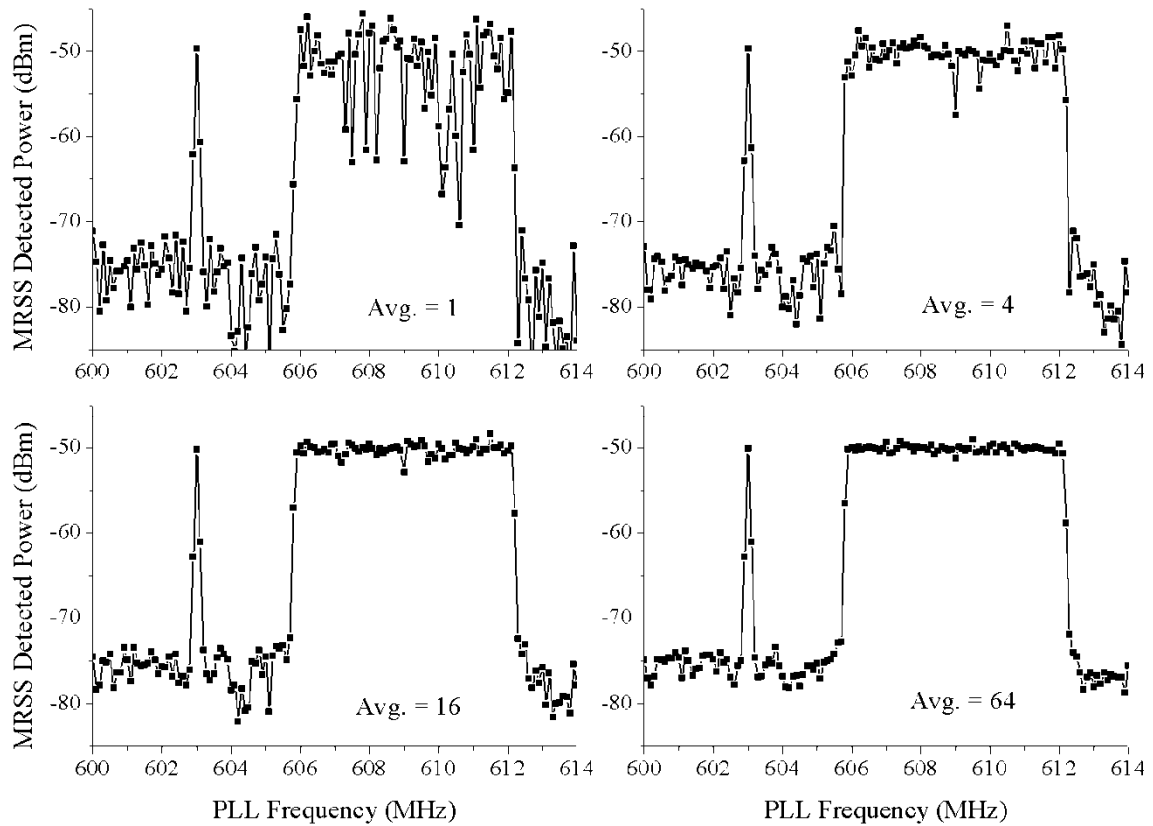 MRSS Detected Power (dBm)
-50
-60
-70
-80
Avg. = 1
600 602 604 606 608 610 612 614
-50
-60
-70
-80
Avg. = 4
600 602 604 606 608 610 612 614
MRSS Detected Power (dBm)
-50
-60
-70
-80
Avg. = 16
600 602 604 606 608 610 612 614
PLL Frequency (MHz)
-50
-60
-70
-80
Avg. = 64
600 602 604 606 608 610 612 614
PLL Frequency (MHz)